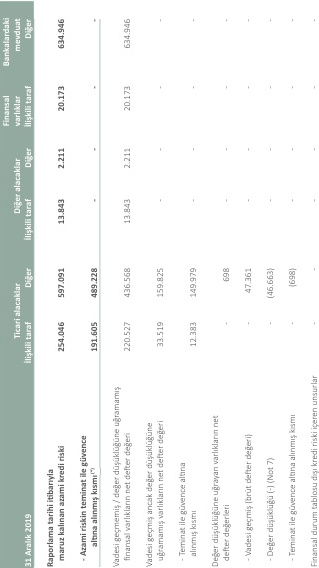 31 Aralık 2019
Ticari alacaklar Diğer alacaklar Finansal varlıklar Bankalardaki mevduat
İlişkili taraf Diğer İlişkili taraf Diğer İlişkili taraf Diğer
Raporlama tarihi itibarıyla
maruz kalınan azami kredi riski 254.046 597.091 13.843 2.211 20.173 634.946
- Azami riskin teminat ile güvence
altına alınmış kısmı(*) 191.605 489.228 - - - -
Vadesi geçmemiş / değer düşüklüğüne uğramamış
finansal varlıkların net defter değeri 220.527 436.568 13.843 2.211 20.173 634.946
Vadesi geçmiş ancak değer düşüklüğüne
uğramamış varlıkların net defter değeri 33.519 159.825 - - - -
- Teminat ile güvence altına
alınmış kısmı 12.383 149.979 - - - -
Değer düşüklüğüne uğrayan varlıkların net
defter değerleri - 698 - - - -
- Vadesi geçmiş (brüt defter değeri) - 47.361 - - - -
- Değer düşüklüğü (-) (Not 7) - (46.663) - - - -
- Teminat ile güvence altına alınmış kısmı - (698) - - - -
Finansal durum tablosu dışı kredi riski içeren unsurlar - - - - - -